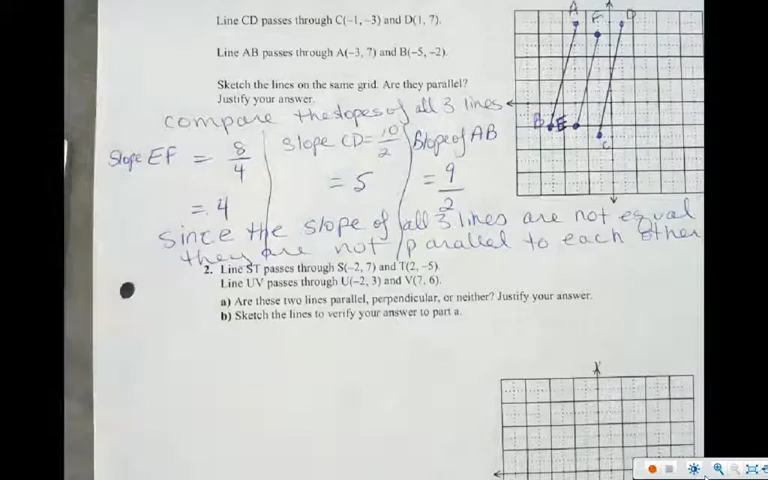 Line CD passes through C(−1, −3) and D(1, 7).
Line AB passes through A(−3, 7) and B(−5, −2).
Sketch the lines on the same grid. Are they parallel?
Justify your answer.
compare the slopes of all 3 lines
Slope EF = 8/4
= 4
Slope CD = 10/2
= 5
Slope of AB
= 9/2
Since the slope of all 3 lines are not equal
they are not parallel to each other
2. Line ST passes through S(−2, 7) and T(2, −5).
Line UV passes through U(−2, 3) and V(7, 6).
a) Are these two lines parallel, perpendicular, or neither? Justify your answer.
b) Sketch the lines to verify your answer to part a.
A
F
D
B
E
C